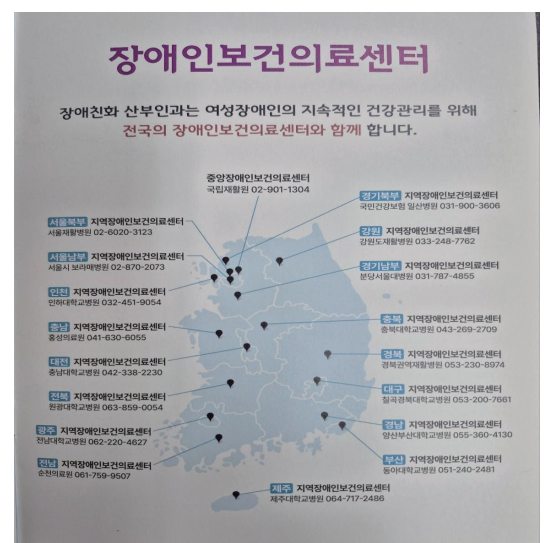 장애인보건의료센터
장애친화 산부인과는 여성장애인의 지속적인 건강관리를 위해
전국의 장애인보건의료센터와 함께 합니다.
중앙장애인보건의료센터
국립재활원 02-901-1304
경기북부 지역장애인보건의료센터
국민건강보험 일산병원 031-900-3606
서울북부 지역장애인보건의료센터
서울재활병원 02-6020-3123
강원 지역장애인보건의료센터
강원도재활병원 033-248-7762
서울남부 지역장애인보건의료센터
서울시 보라매병원 02-870-2073
경기남부 지역장애인보건의료센터
분당서울대병원 031-787-4855
인천 지역장애인보건의료센터
인하대학교병원 032-451-9054
충남 지역장애인보건의료센터
홍성의료원 041-630-6055
충북 지역장애인보건의료센터
충북대학교병원 043-269-2709
대전 지역장애인보건의료센터
충남대학교병원 042-338-2230
경북 지역장애인보건의료센터
경북권역재활병원 053-230-8974
전북 지역장애인보건의료센터
원광대학교병원 063-859-0054
대구 지역장애인보건의료센터
칠곡경북대학교병원 053-200-7661
광주 지역장애인보건의료센터
전남대학교병원 062-220-4627
경남 지역장애인보건의료센터
양산부산대학교병원 055-360-4130
전남 지역장애인보건의료센터
순천의료원 061-759-9507
부산 지역장애인보건의료센터
동아대학교병원 051-240-2481
제주 지역장애인보건의료센터
제주대학교병원 064-717-2486